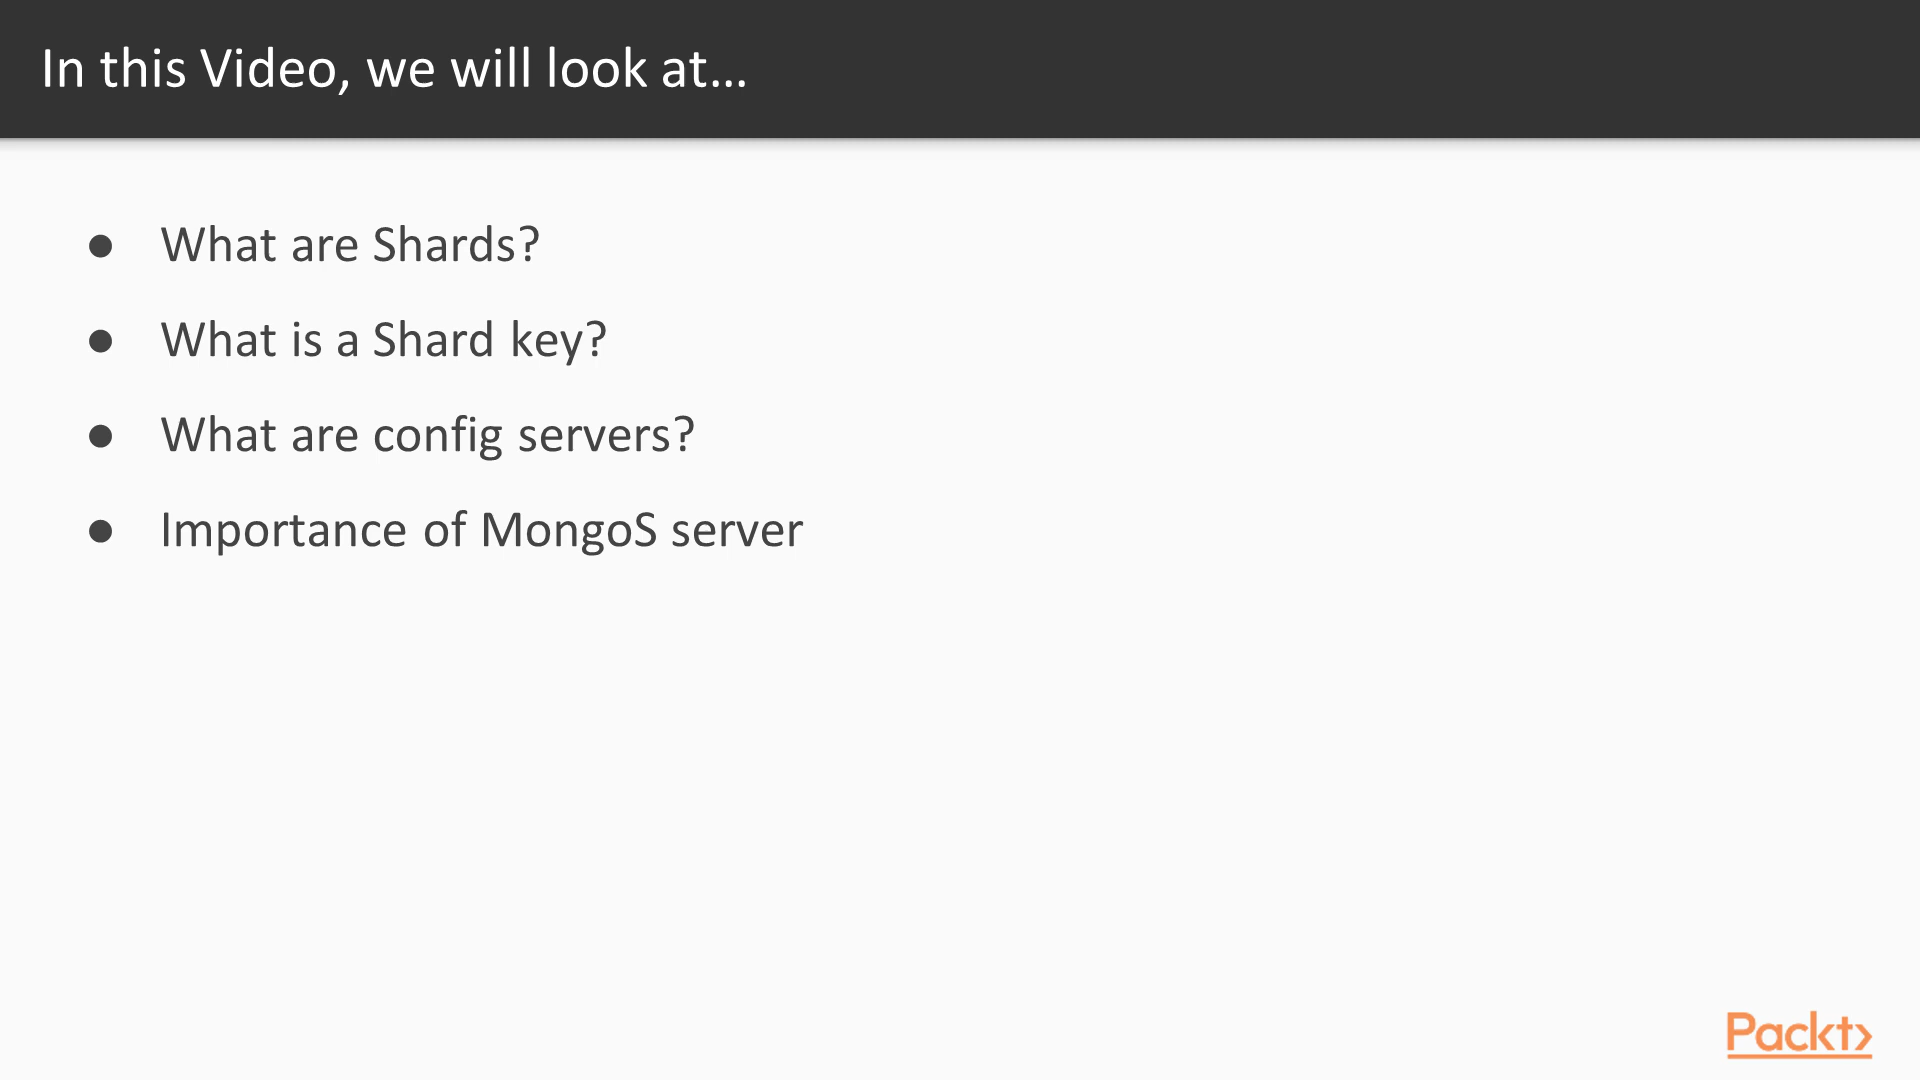 In this Video, we will look at...
● What are Shards?
● What is a Shard key?
● What are config servers?
● Importance of MongoS server
Packt>